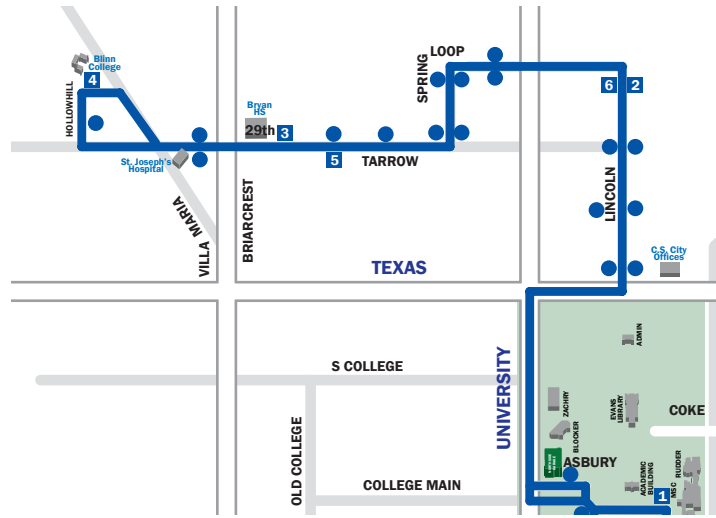 LOOP
SPRING
Blinn
College
4
HOLLOWHILL
6
2
Bryan
HS
29th
3
5
TARROW
St. Joseph's
Hospital
VILLA
MARIA
BRIARCREST
LINCOLN
TEXAS
C.S. City
Offices
ADMIN
S COLLEGE
UNIVERSITY
ZACHRY
EVANS
LIBRARY
COKE
BLOCKER
OLD COLLEGE
ASBURY
ACADEMIC
BUILDING
MSC
RUDDER
COLLEGE MAIN
1